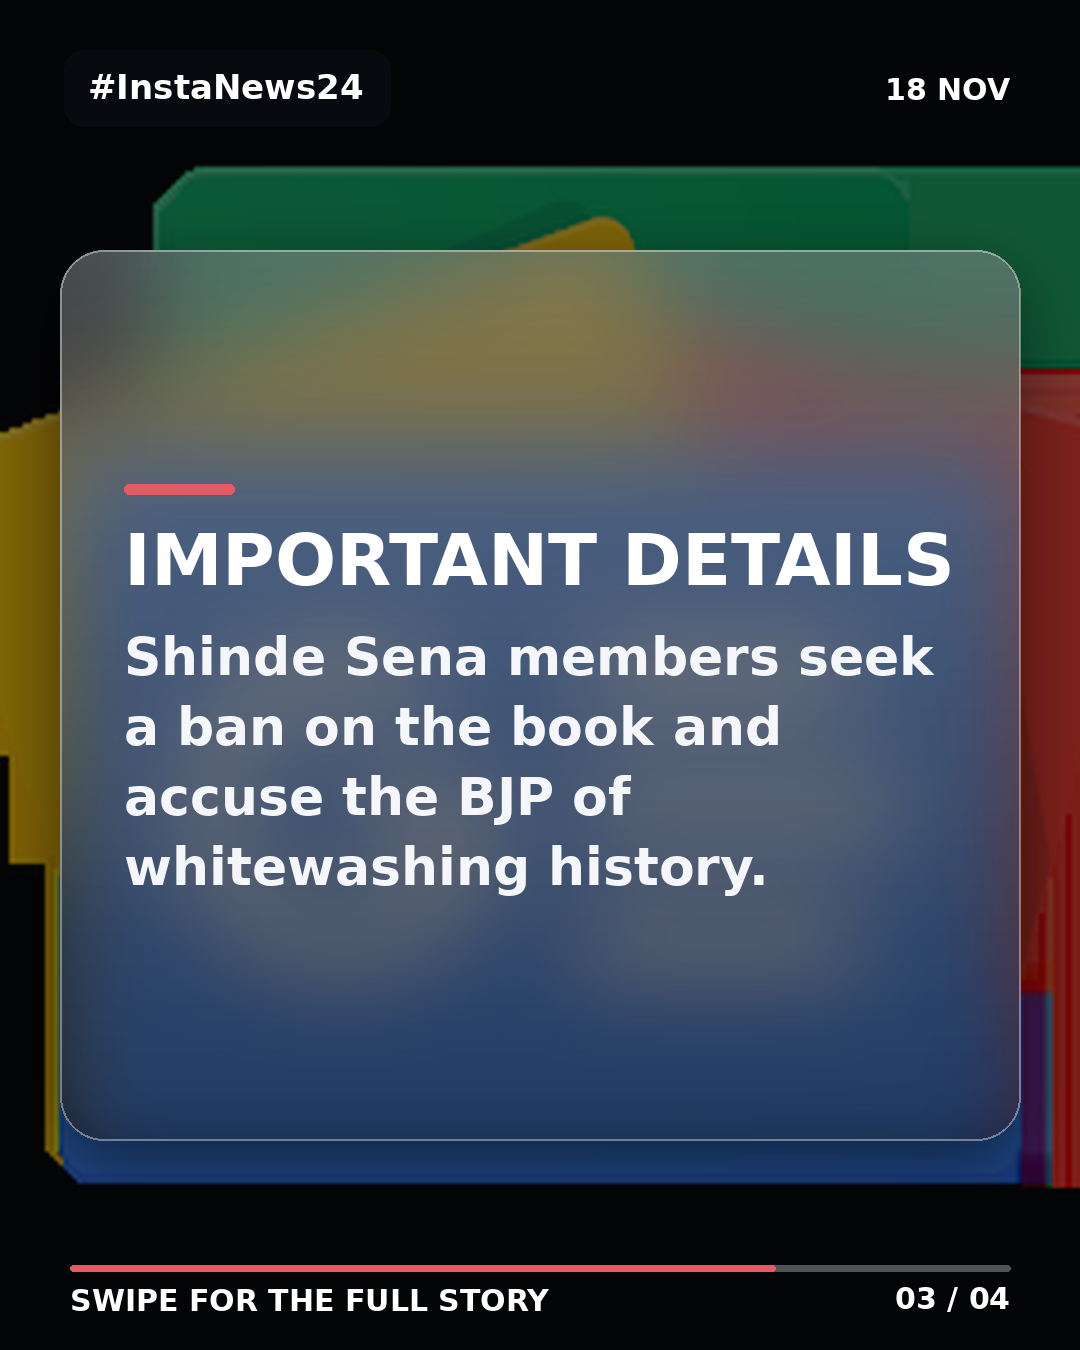 #InstaNews24
18 NOV
IMPORTANT DETAILS
Shinde Sena members seek
a ban on the book and
accuse the BJP of
whitewashing history.
SWIPE FOR THE FULL STORY
03 / 04